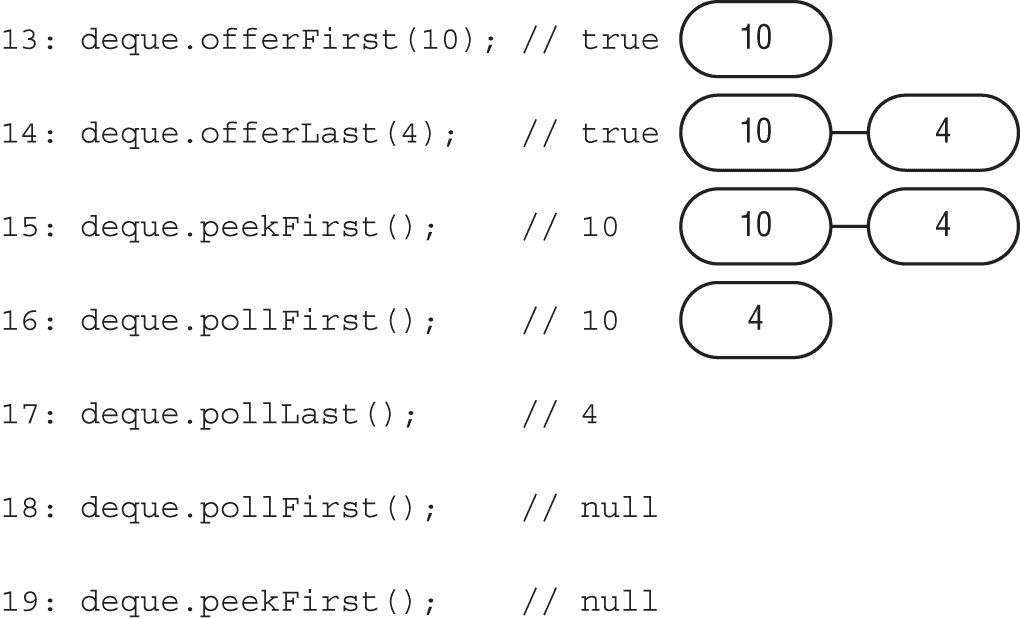 13: deque.offerFirst(10); // true 10
14: deque.offerLast(4);   // true 10 4
15: deque.peekFirst();    // 10 10 4
16: deque.pollFirst();    // 10 4
17: deque.pollLast();     // 4
18: deque.pollFirst();    // null
19: deque.peekFirst();    // null